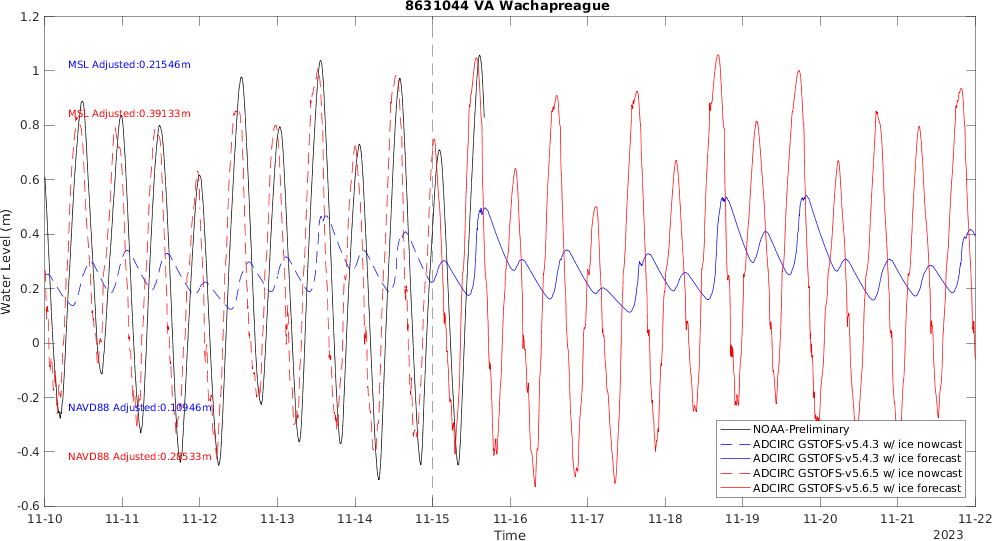 8631044 VA Wachapreague
Water Level (m)
1.2
1
0.8
0.6
0.4
0.2
0
-0.2
-0.4
-0.6
MSL Adjusted:0.21546m
MSL Adjusted:0.39133m
NAVD88 Adjusted:0.10946m
NAVD88 Adjusted:0.28533m
NOAA-Preliminary
ADCIRC GSTOFS-v5.4.3 w/ ice nowcast
ADCIRC GSTOFS-v5.4.3 w/ ice forecast
ADCIRC GSTOFS-v5.6.5 w/ ice nowcast
ADCIRC GSTOFS-v5.6.5 w/ ice forecast
11-10 11-11 11-12 11-13 11-14 11-15 11-16 11-17 11-18 11-19 11-20 11-21 11-22
Time
2023